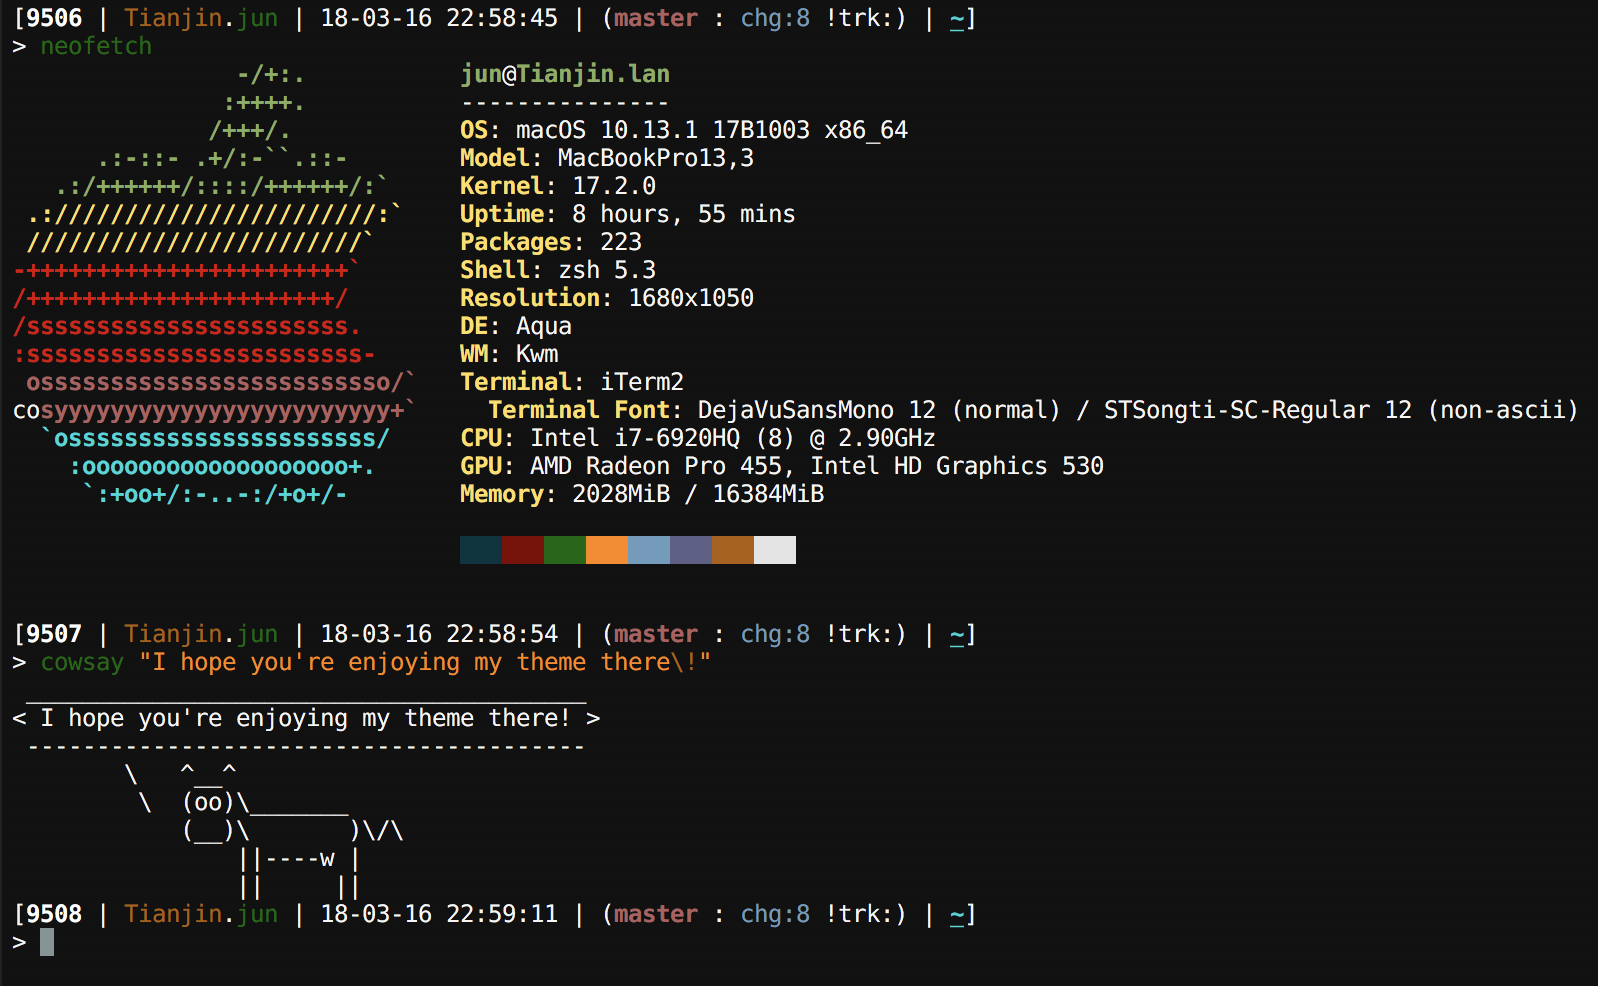 [9506 | Tianjin.jun | 18-03-16 22:58:45 | (master : chg:8 !trk:) | ~]
> neofetch
                -/+:.           jun@Tianjin.lan
               :++++.           ---------------
              /+++/.            OS: macOS 10.13.1 17B1003 x86_64
      .:-::- .+/:-``.::-        Model: MacBookPro13,3
   .:/++++++/::::/++++++/:`     Kernel: 17.2.0
 .:///////////////////////:`    Uptime: 8 hours, 55 mins
 ////////////////////////`      Packages: 223
-+++++++++++++++++++++++`       Shell: zsh 5.3
/++++++++++++++++++++++/        Resolution: 1680x1050
/sssssssssssssssssssssss.       DE: Aqua
:ssssssssssssssssssssssss-      WM: Kwm
 osssssssssssssssssssssssso/`   Terminal: iTerm2
cosyyyyyyyyyyyyyyyyyyyyyyyy+`     Terminal Font: DejaVuSansMono 12 (normal) / STSongti-SC-Regular 12 (non-ascii)
  `ossssssssssssssssssssss/     CPU: Intel i7-6920HQ (8) @ 2.90GHz
    :ooooooooooooooooooo+.      GPU: AMD Radeon Pro 455, Intel HD Graphics 530
     `:+oo+/:-..-:/+o+/-        Memory: 2028MiB / 16384MiB
[9507 | Tianjin.jun | 18-03-16 22:58:54 | (master : chg:8 !trk:) | ~]
> cowsay "I hope you're enjoying my theme there\!"
 ________________________________________
< I hope you're enjoying my theme there! >
 ----------------------------------------
        \   ^__^
         \  (oo)\_______
            (__)\       )\/\
                ||----w |
                ||     ||
[9508 | Tianjin.jun | 18-03-16 22:59:11 | (master : chg:8 !trk:) | ~]
>